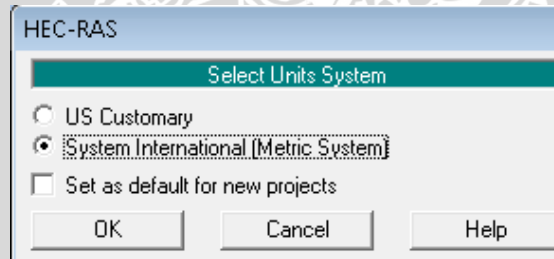 HEC-RAS
Select Units System
US Customary
System International (Metric System)
Set as default for new projects
OK Cancel Help